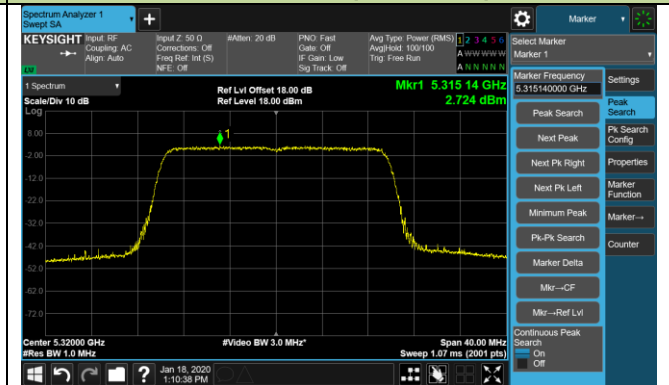 Spectrum Analyzer 1
Swept SA
+
Marker
KEYSIGHT
Input: RF
Coupling: AC
Align: Auto
Input Z: 50 Ω
Corrections: Off
Freq Ref: Int (S)
NFE: Off
#Atten: 20 dB
PNO: Fast
Gate: Off
IF Gain: Low
Sig Track: Off
Avg Type: Power (RMS)
Avg|Hold: 100/100
Trig: Free Run
1 2 3 4 5 6
A W W W W W
A N N N N N
Select Marker
Marker 1
1 Spectrum
Scale/Div 10 dB
Log
Ref Lvl Offset 18.00 dB
Ref Level 18.00 dBm
Mkr1 5.315 14 GHz
2.724 dBm
1
8.00
-2.00
-12.0
-22.0
-32.0
-42.0
-52.0
-62.0
-72.0
Center 5.32000 GHz
#Res BW 1.0 MHz
#Video BW 3.0 MHz*
Span 40.00 MHz
Sweep 1.07 ms (2001 pts)
Marker Frequency
5.315140000 GHz
Peak Search
Next Peak
Next Pk Right
Next Pk Left
Minimum Peak
Pk-Pk Search
Marker Delta
Mkr→CF
Mkr→Ref Lvl
Continuous Peak
Search
On
Off
Settings
Peak
Search
Pk Search
Config
Properties
Marker
Function
Marker→
Counter
?
Jan 18, 2020
1:10:38 PM